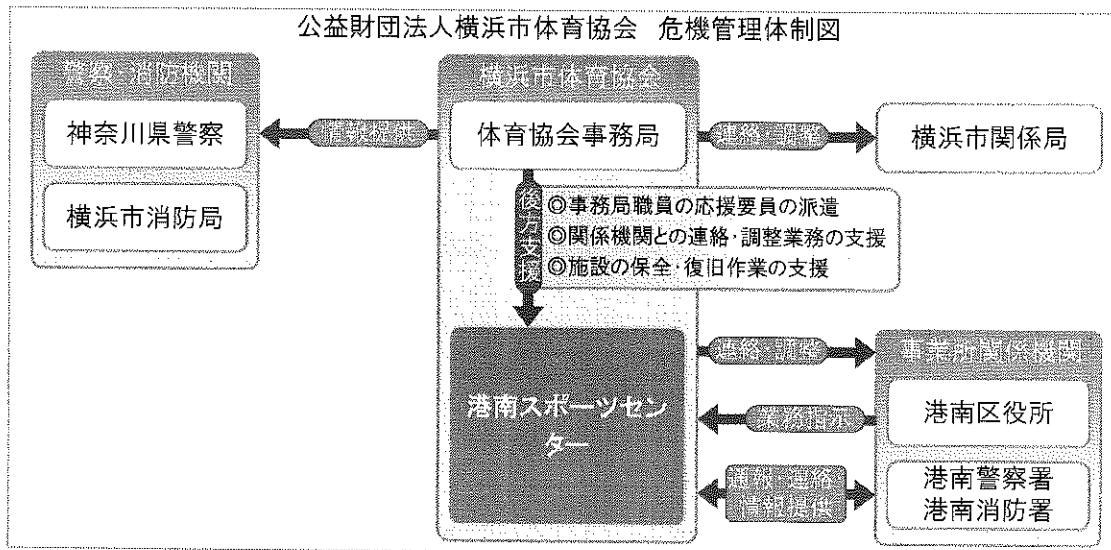 公益財団法人横浜市体育協会　危機管理体制図
警察・消防機関
神奈川県警察
横浜市消防局
情報提供
横浜市体育協会
体育協会事務局
連絡・調整
横浜市関係局
後方支援
◎事務局職員の応援要員の派遣
◎関係機関との連絡・調整業務の支援
◎施設の保全・復旧作業の支援
港南スポーツセン
ター
連絡・調整
業務指示
通報・連絡
情報提供
事業所関係機関
港南区役所
港南警察署
港南消防署